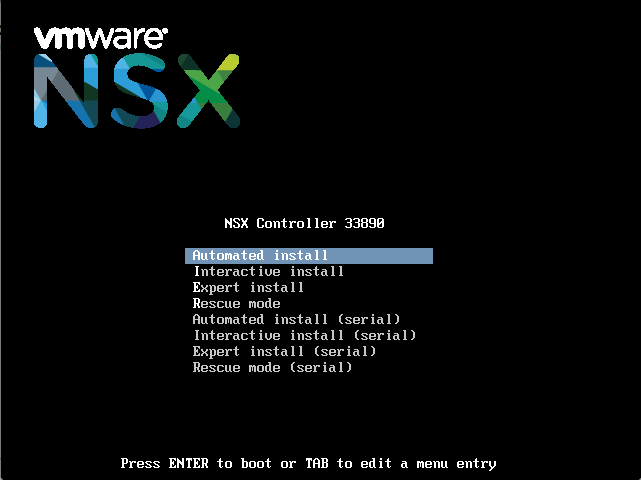 vmware®
NSX
NSX Controller 33890
Automated install
Interactive install
Expert install
Rescue mode
Automated install (serial)
Interactive install (serial)
Expert install (serial)
Rescue mode (serial)
Press ENTER to boot or TAB to edit a menu entry